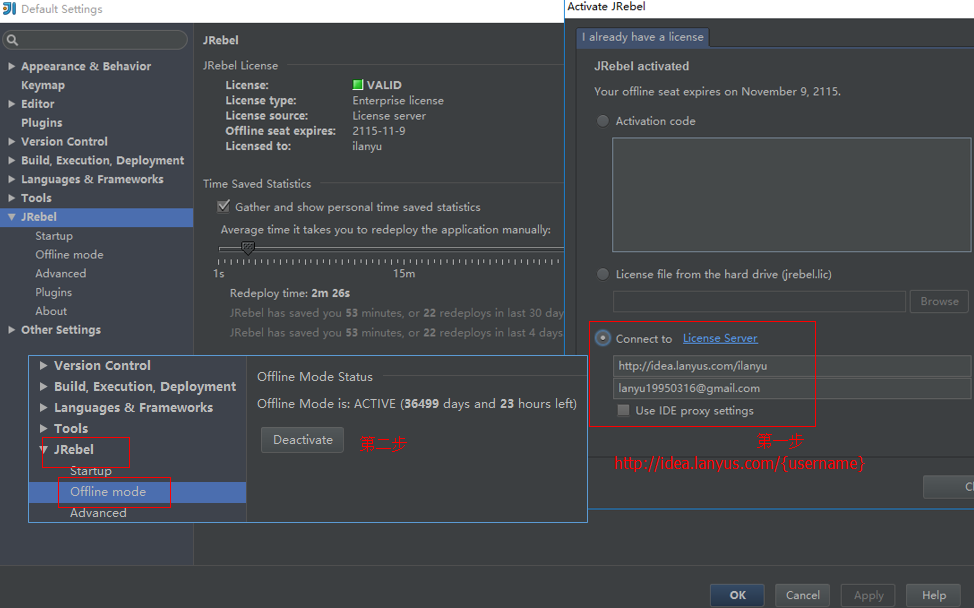 Default Settings
Appearance & Behavior
Keymap
Editor
Plugins
Version Control
Build, Execution, Deployment
Languages & Frameworks
Tools
JRebel
Startup
Offline mode
Advanced
Plugins
About
Other Settings
JRebel
JRebel License
License: VALID
License type: Enterprise license
License source: License server
Offline seat expires: 2115-11-9
Licensed to: ilanyu
Time Saved Statistics
Gather and show personal time saved statistics
Average time it takes you to redeploy the application manually:
1s 15m
Redeploy time: 2m 26s
JRebel has saved you 53 minutes, or 22 redeploys in last 30 day
JRebel has saved you 53 minutes, or 22 redeploys in last 4 days
Activate JRebel
I already have a license
JRebel activated
Your offline seat expires on November 9, 2115.
Activation code
License file from the hard drive (jrebel.lic)
Browse
Connect to License Server
http://idea.lanyus.com/ilanyu
lanyu19950316@gmail.com
Use IDE proxy settings
第一步
http://idea.lanyus.com/{username}
Version Control
Build, Execution, Deployment
Languages & Frameworks
Tools
JRebel
Startup
Offline mode
Advanced
Offline Mode Status
Offline Mode is: ACTIVE (36499 days and 23 hours left)
Deactivate
第二步
OK Cancel Apply Help